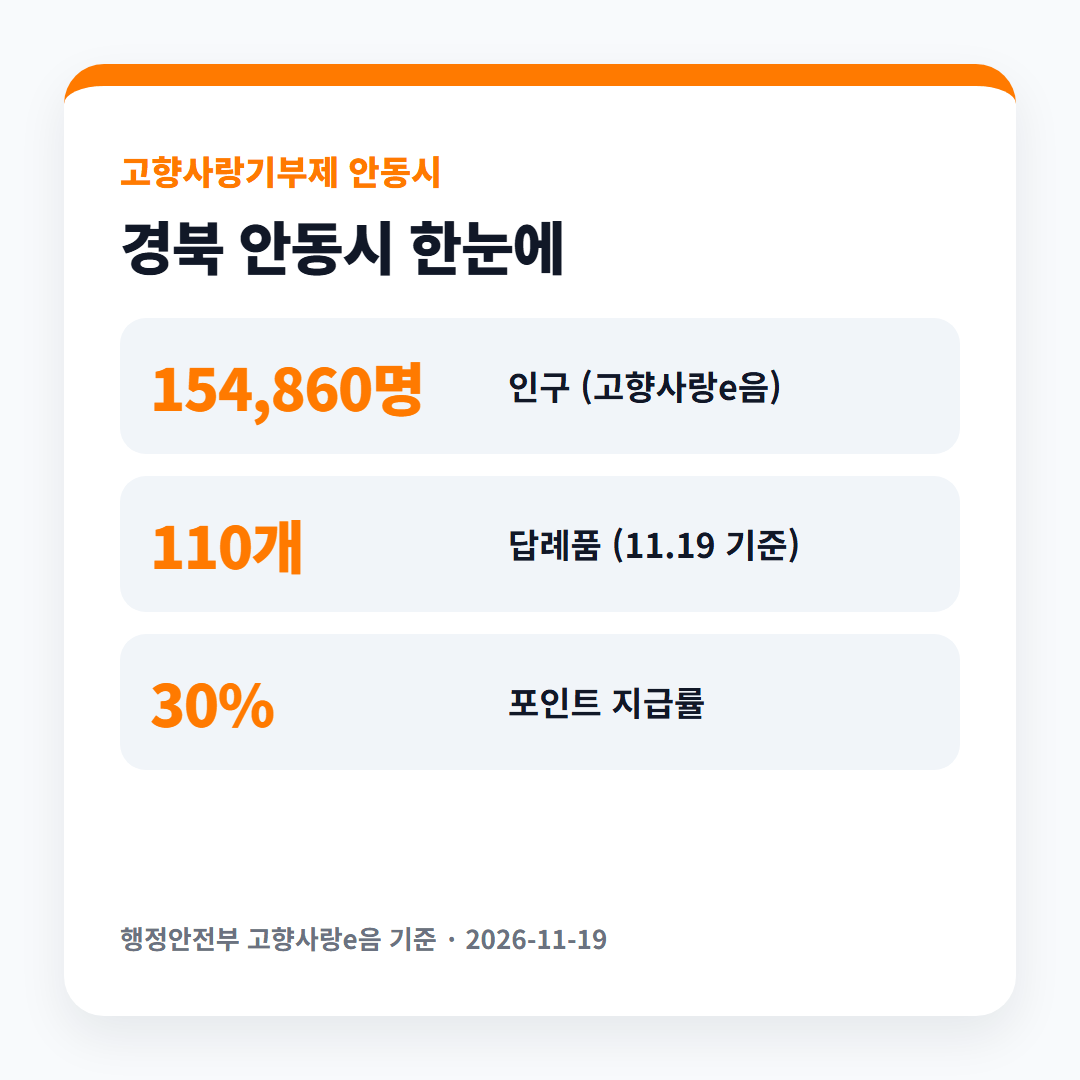 고향사랑기부제 안동시
경북 안동시 한눈에
154,860명 인구 (고향사랑e음)
110개 답례품 (11.19 기준)
30% 포인트 지급률
행정안전부 고향사랑e음 기준 · 2026-11-19